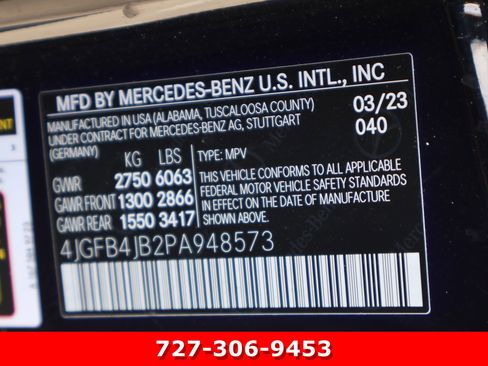 MFD BY MERCEDES-BENZ U.S. INTL., INC
MANUFACTURED IN USA (ALABAMA, TUSCALOOSA COUNTY) 03/23
UNDER CONTRACT FOR MERCEDES-BENZ AG, STUTTGART 040
(GERMANY)
KG LBS TYPE: MPV
GVWR 2750 6063 THIS VEHICLE CONFORMS TO ALL APPLICABLE
GAWR FRONT 1300 2866 FEDERAL MOTOR VEHICLE SAFETY STANDARDS
GAWR REAR 1550 3417 IN EFFECT ON THE DATE OF MANUFACTURE
4JGFB4JB2PA948573
727-306-9453